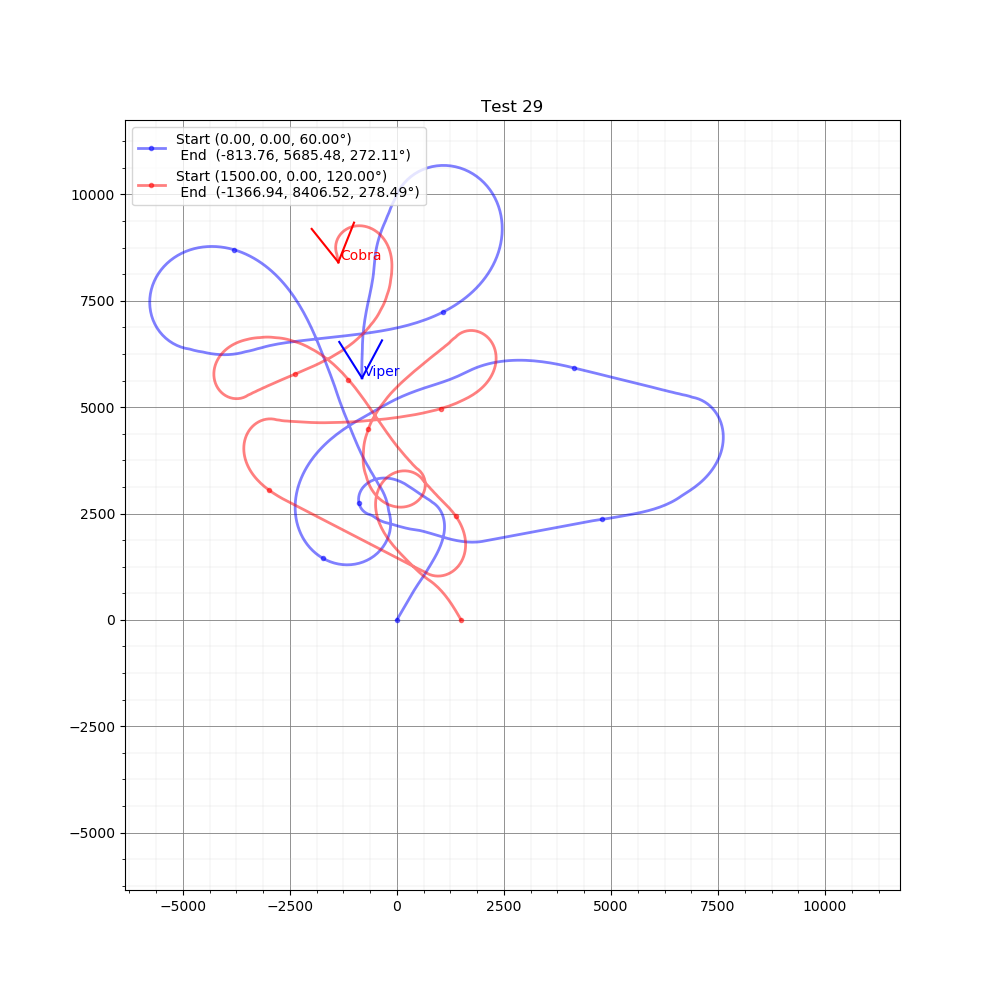 Test 29
Start (0.00, 0.00, 60.00°)
End (-813.76, 5685.48, 272.11°)
Start (1500.00, 0.00, 120.00°)
End (-1366.94, 8406.52, 278.49°)
10000
7500
5000
2500
0
−2500
−5000
Cobra
Viper
−5000 −2500 0 2500 5000 7500 10000